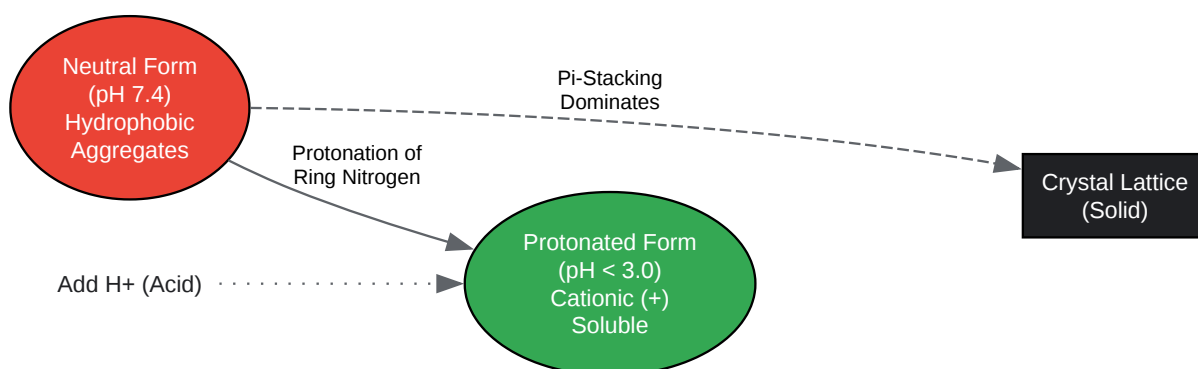 Neutral Form
(pH 7.4)
Hydrophobic
Aggregates
Pi-Stacking
Dominates
Protonation of
Ring Nitrogen
Crystal Lattice
(Solid)
Protonated Form
(pH < 3.0)
Cationic (+)
Soluble
Add H+ (Acid)